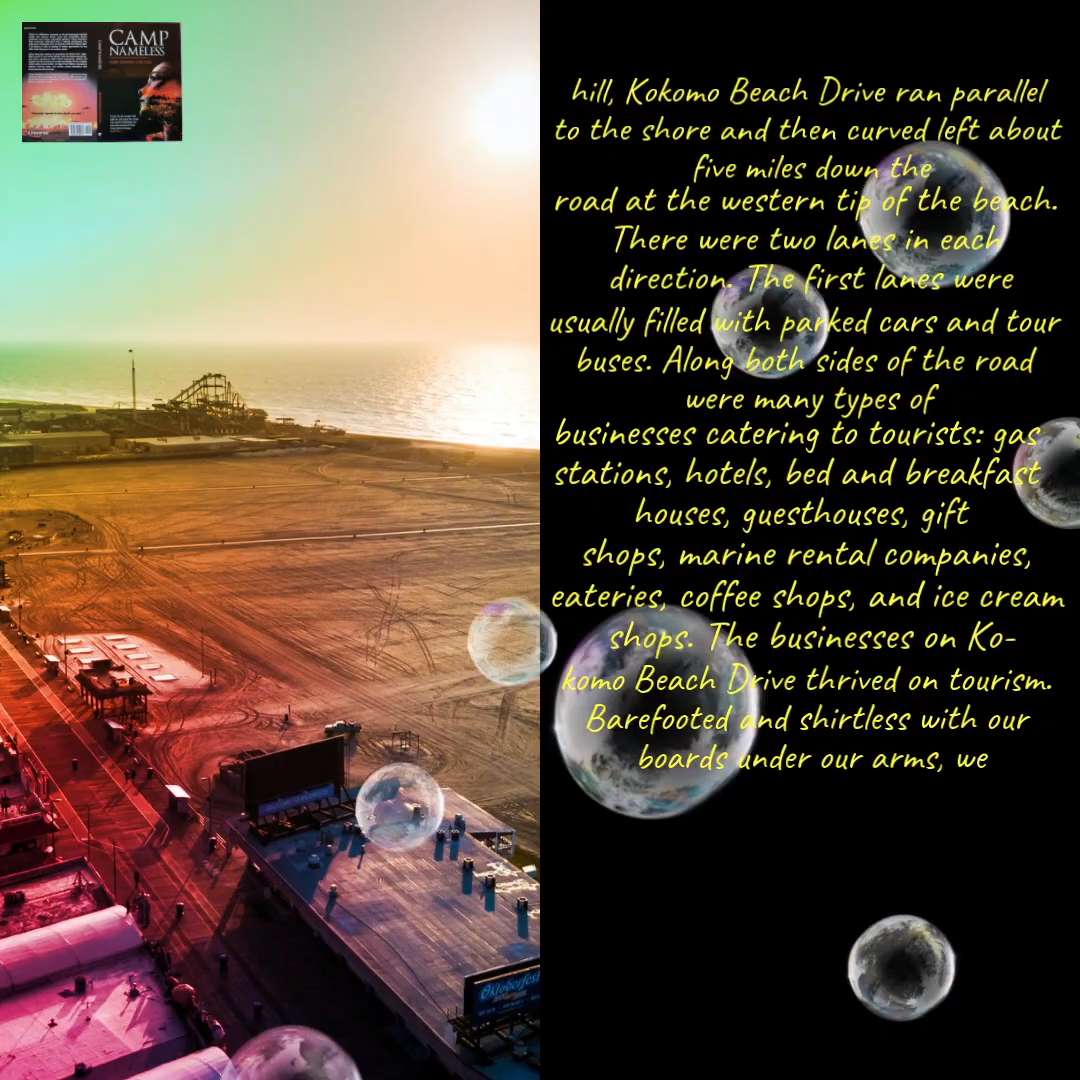 CAMP
NAMELESS
hill, Kokomo Beach Drive ran parallel
to the shore and then curved left about
five miles down the
road at the western tip of the beach.
There were two lanes in each
direction. The first lanes were
usually filled with parked cars and tour
buses. Along both sides of the road
were many types of
businesses catering to tourists: gas
stations, hotels, bed and breakfast
houses, guesthouses, gift
shops, marine rental companies,
eateries, coffee shops, and ice cream
shops. The businesses on Ko-
komo Beach Drive thrived on tourism.
Barefooted and shirtless with our
boards under our arms, we
Oktoberfest